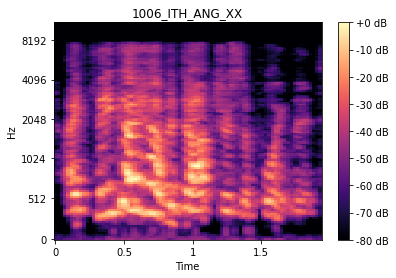 1006_ITH_ANG_XX
+0 dB
8192
-10 dB
4096
-20 dB
-30 dB
2048
Hz
-40 dB
1024
-50 dB
512
-60 dB
-70 dB
0
-80 dB
0 0.5 1 1.5
Time